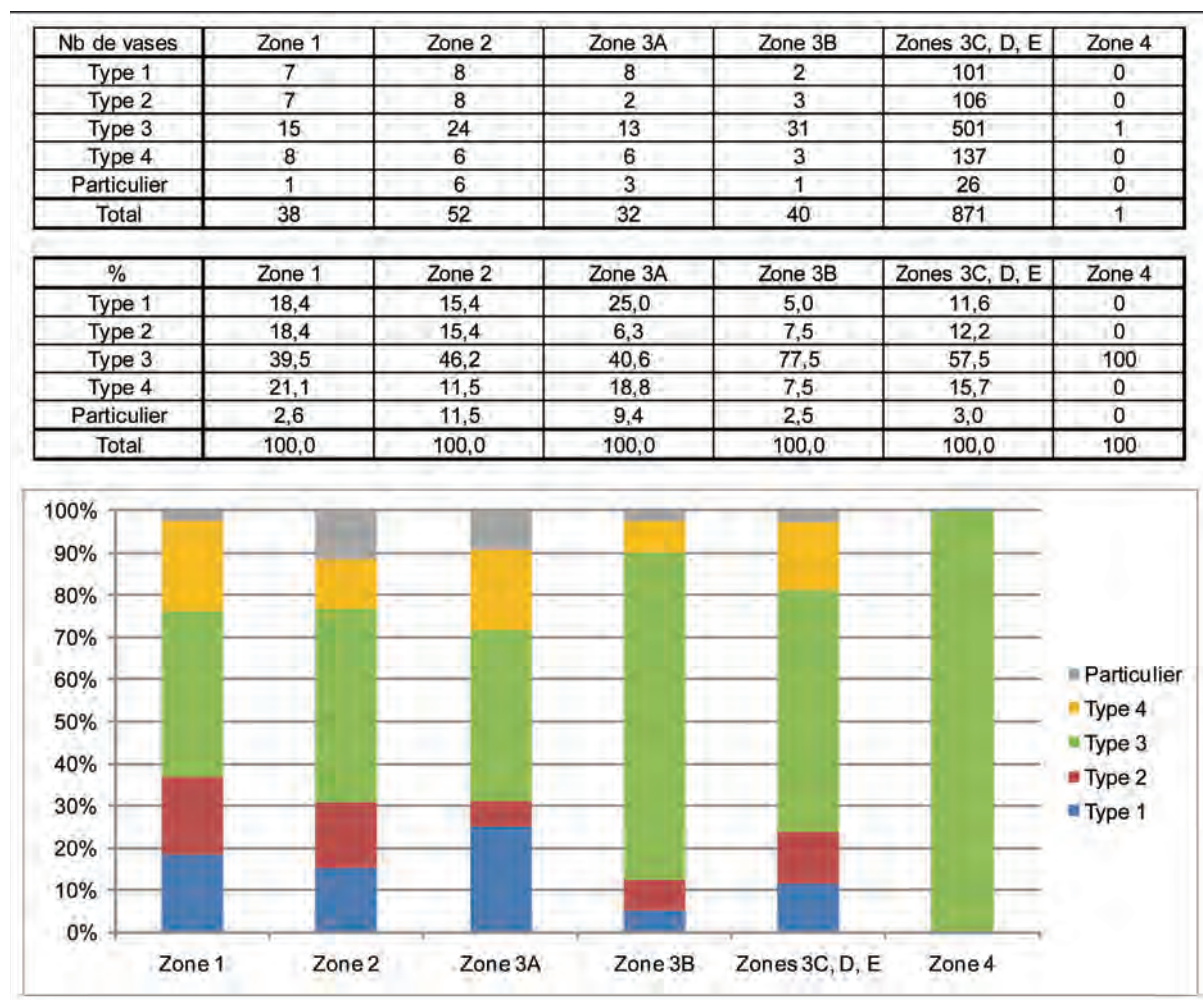 Nb de vases Zone 1 Zone 2 Zone 3A Zone 3B Zones 3C, D, E Zone 4
Type 1 7 8 8 2 101 0
Type 2 7 8 2 3 106 0
Type 3 15 24 13 31 501 1
Type 4 8 6 6 3 137 0
Particulier 1 6 3 1 26 0
Total 38 52 32 40 871 1
% Zone 1 Zone 2 Zone 3A Zone 3B Zones 3C, D, E Zone 4
Type 1 18,4 15,4 25,0 5,0 11,6 0
Type 2 18,4 15,4 6,3 7,5 12,2 0
Type 3 39,5 46,2 40,6 77,5 57,5 100
Type 4 21,1 11,5 18,8 7,5 15,7 0
Particulier 2,6 11,5 9,4 2,5 3,0 0
Total 100,0 100,0 100,0 100,0 100,0 100
100%
90%
80%
70%
60%
50%
40%
30%
20%
10%
0%
Zone 1 Zone 2 Zone 3A Zone 3B Zones 3C, D, E Zone 4
Particulier
Type 4
Type 3
Type 2
Type 1